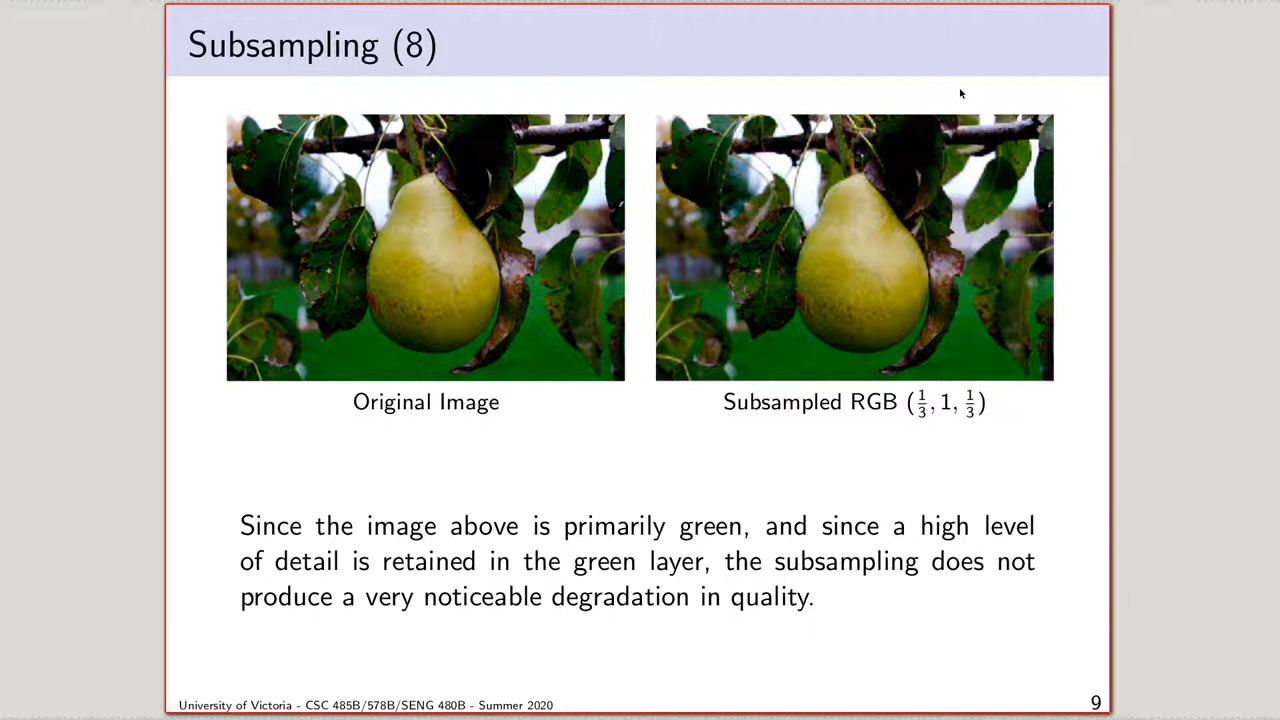 Subsampling (8)
Original Image
Subsampled RGB (1/3, 1, 1/3)
Since the image above is primarily green, and since a high level
of detail is retained in the green layer, the subsampling does not
produce a very noticeable degradation in quality.
University of Victoria - CSC 485B/578B/SENG 480B - Summer 2020
9